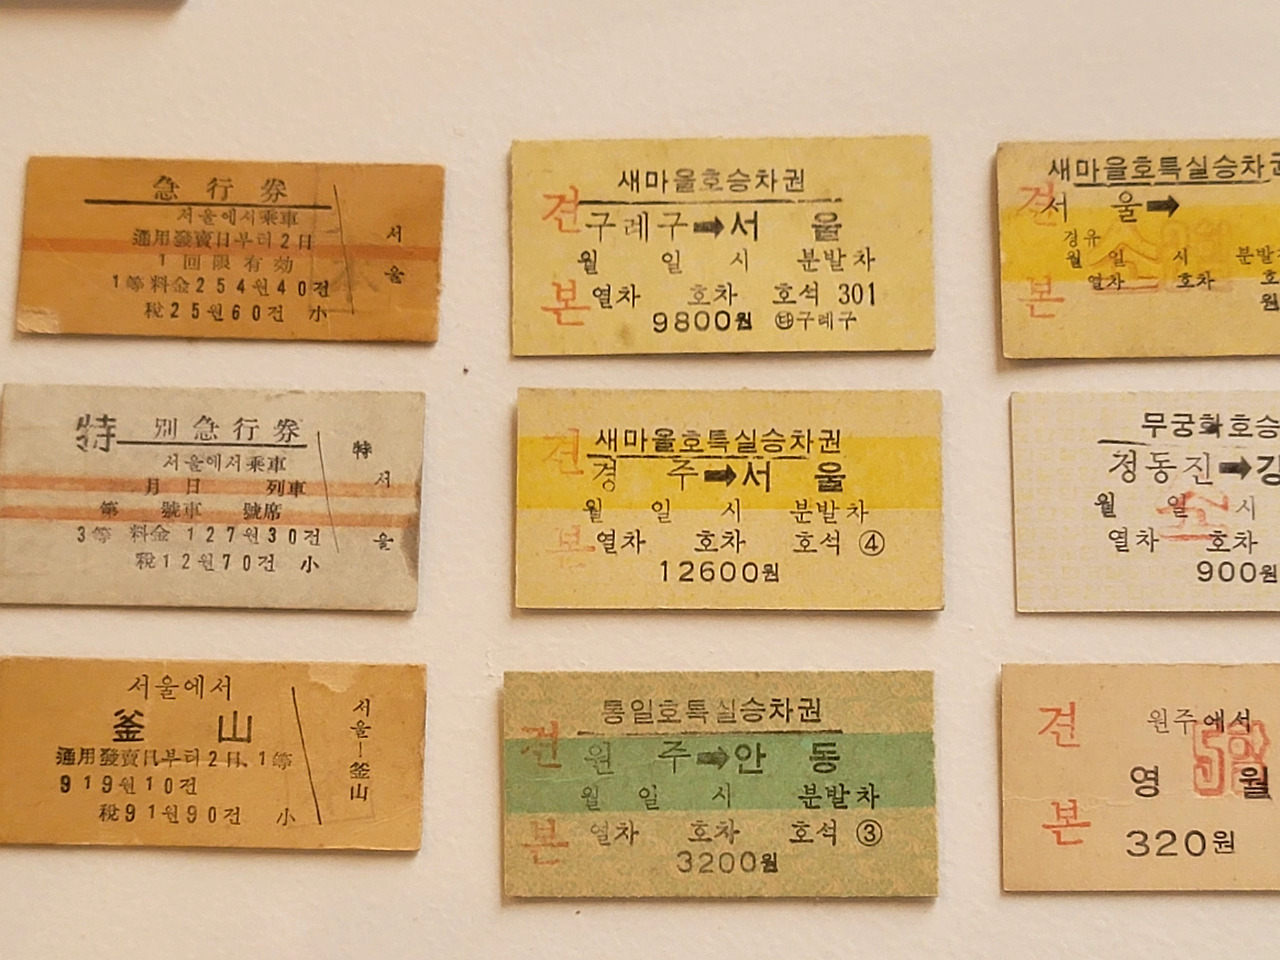 急行券
서울에서乘車
通用發賣日부터2日
1回限有効
1等料金254원40전
稅25원60전 小
서울
새마을호승차권
견본
구례구➡서울
월 일 시 분발차
열차 호차 호석 301
9800원 ㊞구례구
새마을호특실승차권
견본
서울➡
경유
월 일 시 분발차
열차 호차 호
원
特別急行券
서울에서乘車
月 日 列車
第 號車 號席
3等 料金 127원30전
稅12원70전 小
特
서울
새마을호특실승차권
견본
경주➡서울
월 일 시 분발차
열차 호차 호석 ④
12600원
무궁화호승
정동진➡강
월 일 시
소
열차 호차
900원
서울에서
釜山
通用發賣日부터2日、1等
919원10전
稅91원90전 小
서울─釜山
통일호특실승차권
견본
원주➡안동
월 일 시 분발차
열차 호차 호석 ③
3200원
견본
원주에서
영월
320원